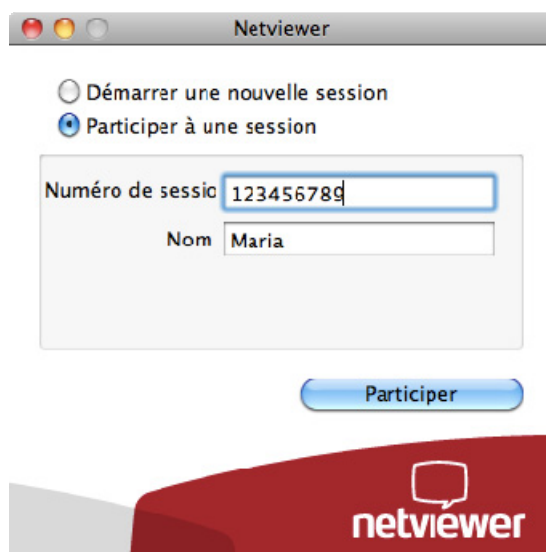 Netviewer
Démarrer une nouvelle session
Participer à une session
Numéro de sessio 123456789
Nom Maria
Participer
netviewer